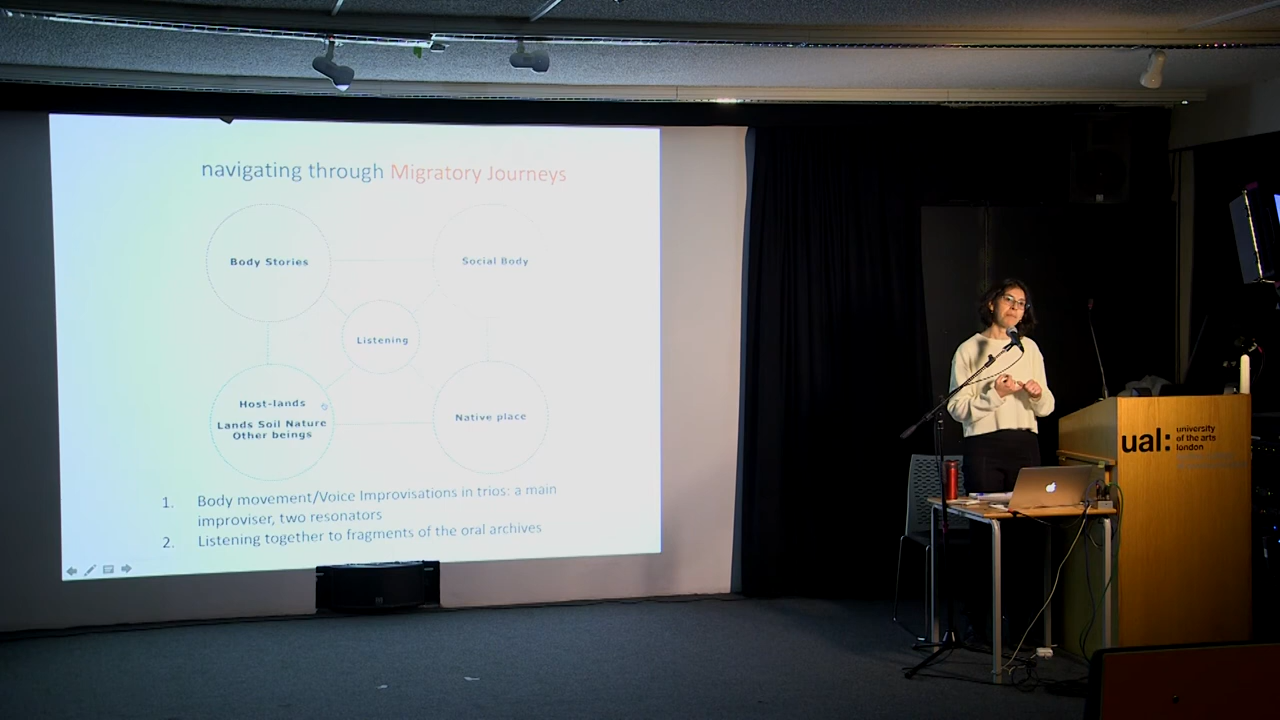 navigating through Migratory Journeys
Body Stories
Social Body
Listening
Host-lands
Lands Soil Nature
Other beings
Native place
1. Body movement/Voice Improvisations in trios: a main
improviser, two resonators
2. Listening together to fragments of the oral archives
ual:
university
of the arts
london